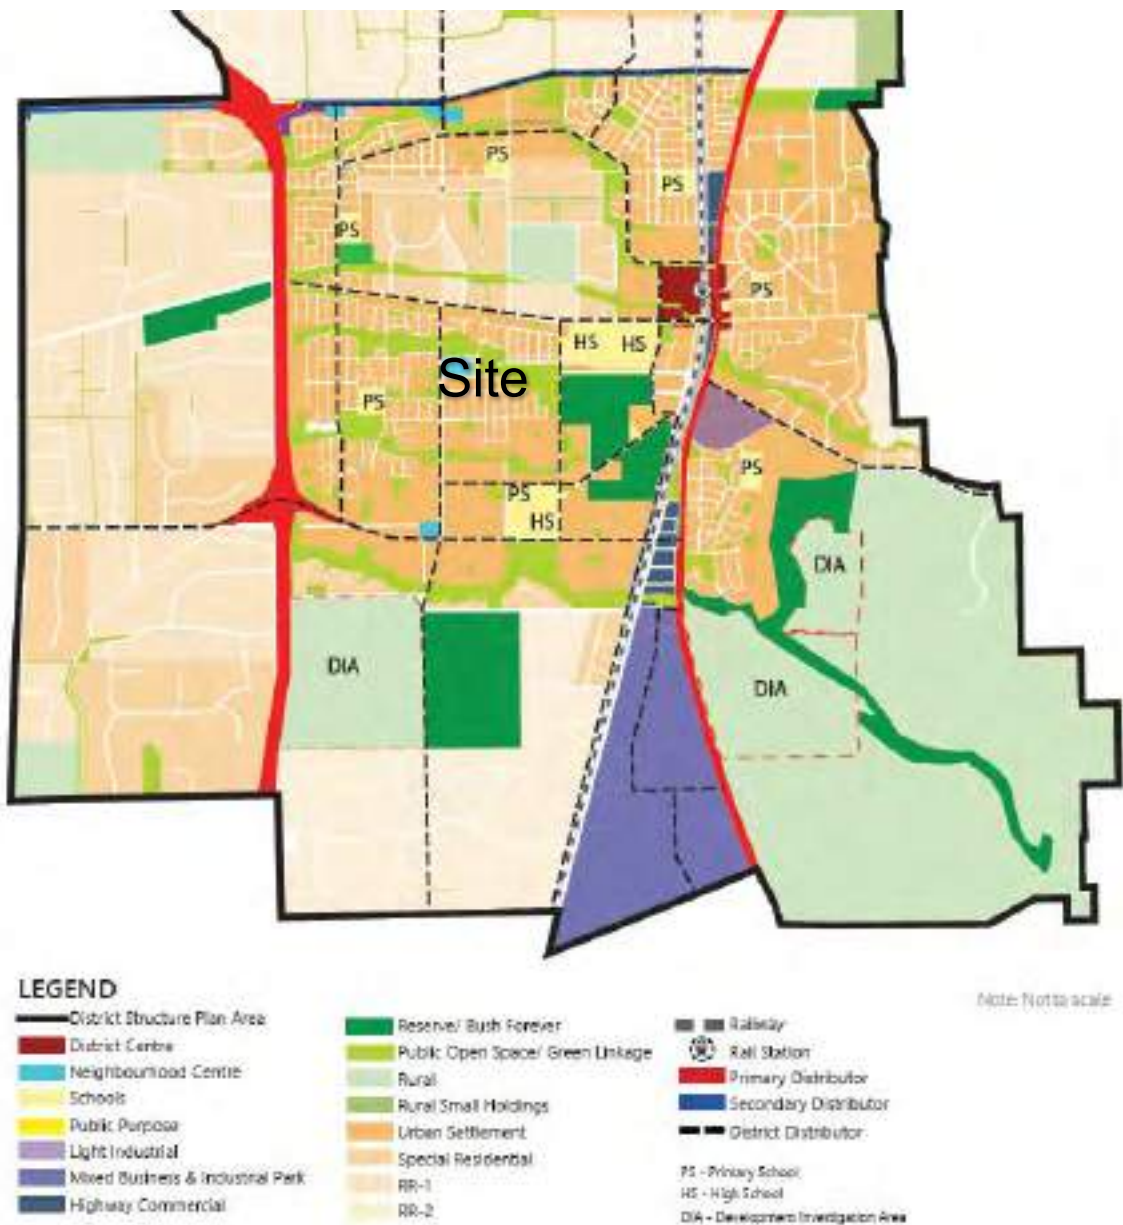 PS
PS
PS
PS
HS HS
Site
PS
PS
PS
HS
DIA
DIA
DIA
LEGEND
Note: Not to scale
District Structure Plan Area
District Centre
Neighbourhood Centre
Schools
Public Purpose
Light Industrial
Mixed Business & Industrial Park
Highway Commercial
Reserve/ Bush Forever
Public Open Space/ Green Linkage
Rural
Rural Small Holdings
Urban Settlement
Special Residential
RR-1
RR-2
Railway
Rail Station
Primary Distributor
Secondary Distributor
District Distributor
PS - Primary School
HS - High School
DIA - Development Investigation Area